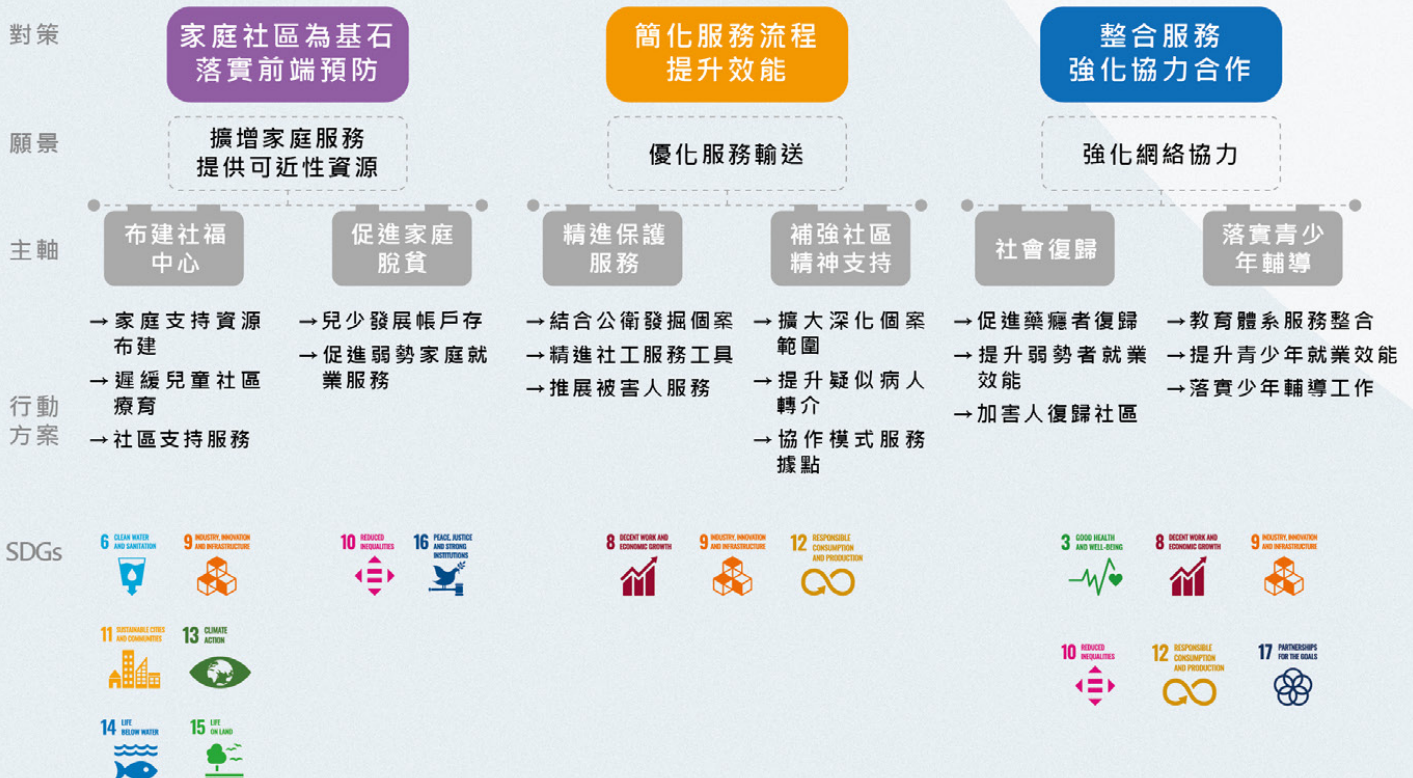 對策
家庭社區為基石
落實前端預防
簡化服務流程
提升效能
整合服務
強化協力合作
願景
擴增家庭服務
提供可近性資源
優化服務輸送
強化網絡協力
主軸
布建社福
中心
促進家庭
脫貧
精進保護
服務
補強社區
精神支持
社會復歸
落實青少
年輔導
行動
方案
→家庭支持資源
布建
→遲緩兒童社區
療育
→社區支持服務
→兒少發展帳戶存
→促進弱勢家庭就
業服務
→結合公衛發掘個案
→精進社工服務工具
→推展被害人服務
→擴大深化個案
範圍
→提升疑似病人
轉介
→協作模式服務
據點
→促進藥癮者復歸
→提升弱勢者就業
效能
→加害人復歸社區
→教育體系服務整合
→提升青少年就業效能
→落實少年輔導工作
SDGs
6 CLEAN WATER
AND SANITATION
9 INDUSTRY, INNOVATION
AND INFRASTRUCTURE
10 REDUCED
INEQUALITIES
16 PEACE, JUSTICE
AND STRONG
INSTITUTIONS
8 DECENT WORK AND
ECONOMIC GROWTH
9 INDUSTRY, INNOVATION
AND INFRASTRUCTURE
12 RESPONSIBLE
CONSUMPTION
AND PRODUCTION
3 GOOD HEALTH
AND WELL-BEING
8 DECENT WORK AND
ECONOMIC GROWTH
9 INDUSTRY, INNOVATION
AND INFRASTRUCTURE
11 SUSTAINABLE CITIES
AND COMMUNITIES
13 CLIMATE
ACTION
10 REDUCED
INEQUALITIES
12 RESPONSIBLE
CONSUMPTION
AND PRODUCTION
17 PARTNERSHIPS
FOR THE GOALS
14 LIFE
BELOW WATER
15 LIFE
ON LAND